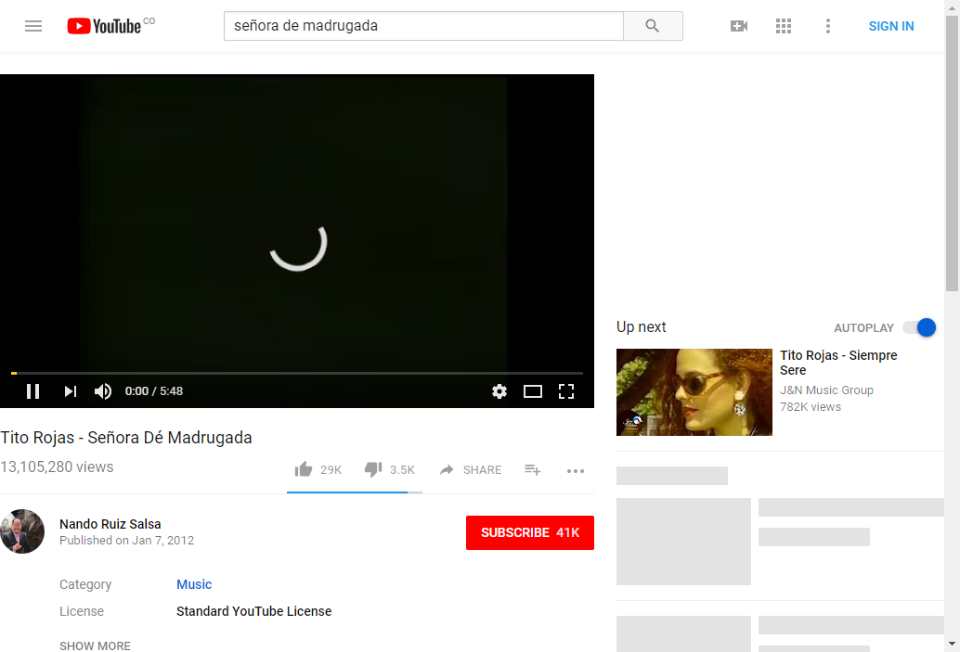 YouTube CO
señora de madrugada
SIGN IN
0:00 / 5:48
Up next
AUTOPLAY
Tito Rojas - Siempre
Sere
J&N Music Group
782K views
Tito Rojas - Señora Dé Madrugada
13,105,280 views
29K
3.5K
SHARE
Nando Ruiz Salsa
Published on Jan 7, 2012
SUBSCRIBE 41K
Category
Music
License
Standard YouTube License
SHOW MORE